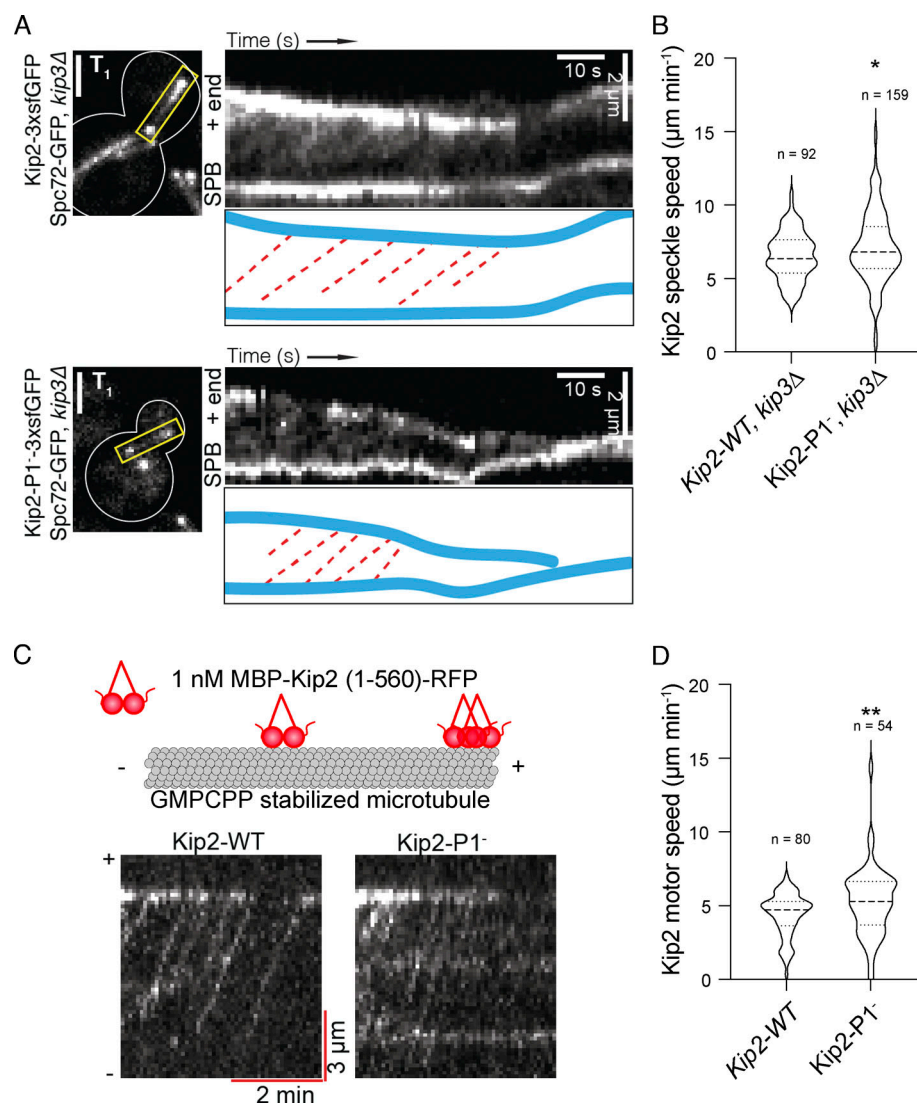 A
Kip2-3xsfGFP
Spc72-GFP, kip3Δ
T1
Time (s)
10 s
2 μm
SPB + end
Kip2-P1⁻-3xsfGFP
Spc72-GFP, kip3Δ
T1
Time (s)
10 s
2 μm
SPB + end
B
Kip2 speckle speed (μm min⁻¹)
20
15
10
5
0
*
n = 159
n = 92
Kip2-WT, kip3Δ
Kip2-P1⁻, kip3Δ
C
1 nM MBP-Kip2 (1-560)-RFP
- +
GMPCPP stabilized microtubule
Kip2-WT
Kip2-P1⁻
+
-
3 μm
2 min
D
Kip2 motor speed (μm min⁻¹)
20
15
10
5
0
**
n = 54
n = 80
Kip2-WT
Kip2-P1⁻